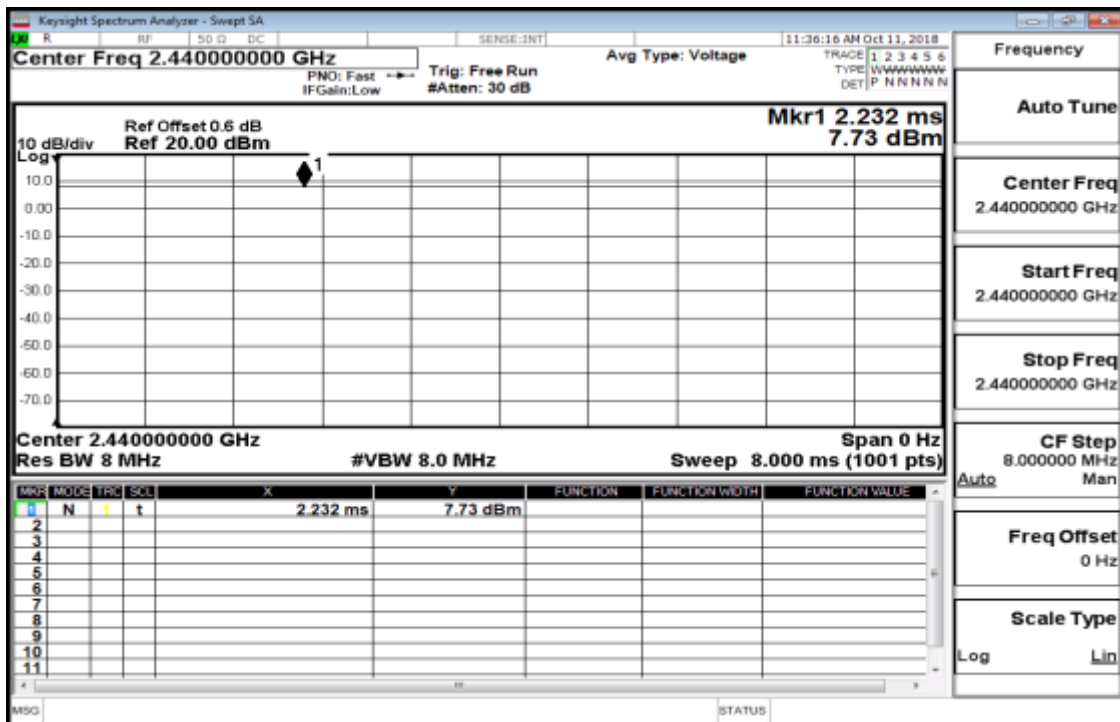 Keysight Spectrum Analyzer - Swept SA
R RF 50 Ω DC SENSE:INT 11:36:16 AM Oct 11, 2018
Center Freq 2.440000000 GHz
PNO: Fast
IFGain:Low
Trig: Free Run
#Atten: 30 dB
Avg Type: Voltage
TRACE 1 2 3 4 5 6
TYPE WWWWWW
DET P N N N N N
Mkr1 2.232 ms
7.73 dBm
Ref Offset 0.6 dB
10 dB/div Ref 20.00 dBm
Log
1
10.0
0.00
-10.0
-20.0
-30.0
-40.0
-50.0
-60.0
-70.0
Center 2.440000000 GHz Span 0 Hz
Res BW 8 MHz #VBW 8.0 MHz Sweep 8.000 ms (1001 pts)
MKR MODE TRC SCL X Y FUNCTION FUNCTION WIDTH FUNCTION VALUE
1 N 1 t 2.232 ms 7.73 dBm
2
3
4
5
6
7
8
9
10
11
MSG STATUS
Frequency
Auto Tune
Center Freq
2.440000000 GHz
Start Freq
2.440000000 GHz
Stop Freq
2.440000000 GHz
CF Step
8.000000 MHz
Auto Man
Freq Offset
0 Hz
Scale Type
Log Lin